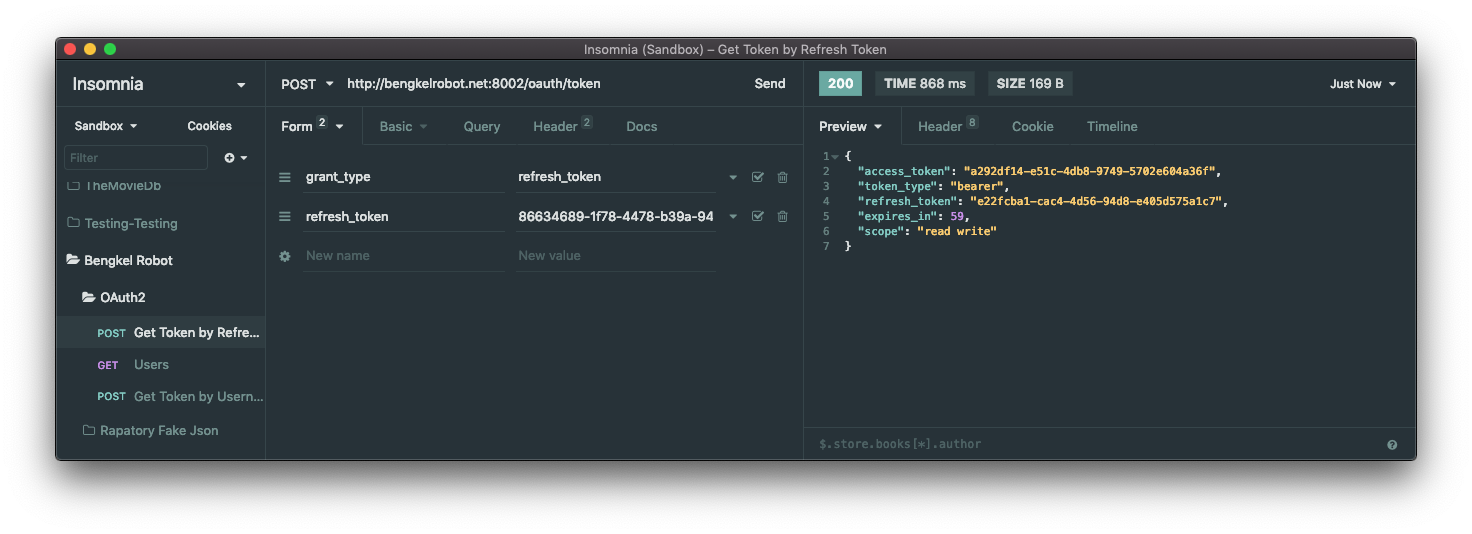 Insomnia (Sandbox) – Get Token by Refresh Token
Insomnia
POST http://bengkelrobot.net:8002/oauth/token Send
200 TIME 868 ms SIZE 169 B Just Now
Sandbox Cookies
Filter
TheMovieDb
Testing-Testing
Bengkel Robot
OAuth2
POST Get Token by Refre...
GET Users
POST Get Token by Usern...
Rapatory Fake Json
Form 2 Basic Query Header 2 Docs
grant_type refresh_token
refresh_token 86634689-1f78-4478-b39a-94
New name New value
Preview Header 8 Cookie Timeline
1 {
2 "access_token": "a292df14-e51c-4db8-9749-5702e604a36f",
3 "token_type": "bearer",
4 "refresh_token": "e22fcba1-cac4-4d56-94d8-e405d575a1c7",
5 "expires_in": 59,
6 "scope": "read write"
7 }
$.store.books[*].author